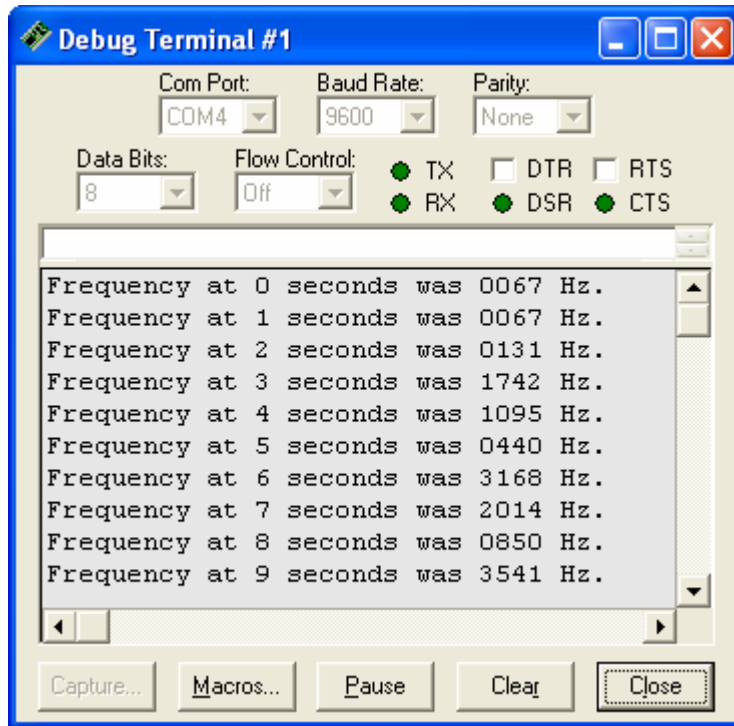 Debug Terminal #1
Com Port: Baud Rate: Parity:
COM4 9600 None
Data Bits: Flow Control: TX DTR RTS
8 Off RX DSR CTS
Frequency at 0 seconds was 0067 Hz.
Frequency at 1 seconds was 0067 Hz.
Frequency at 2 seconds was 0131 Hz.
Frequency at 3 seconds was 1742 Hz.
Frequency at 4 seconds was 1095 Hz.
Frequency at 5 seconds was 0440 Hz.
Frequency at 6 seconds was 3168 Hz.
Frequency at 7 seconds was 2014 Hz.
Frequency at 8 seconds was 0850 Hz.
Frequency at 9 seconds was 3541 Hz.
Capture... Macros... Pause Clear Close